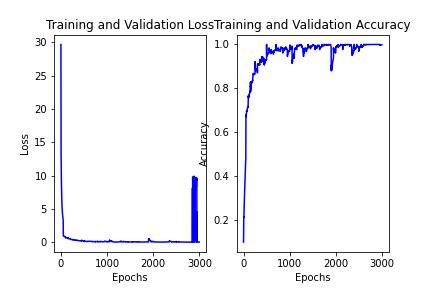 Training and Validation Loss
30
25
20
15
10
5
0
Loss
0 1000 2000 3000
Epochs
Training and Validation Accuracy
1.0
0.8
0.6
0.4
0.2
Accuracy
0 1000 2000 3000
Epochs